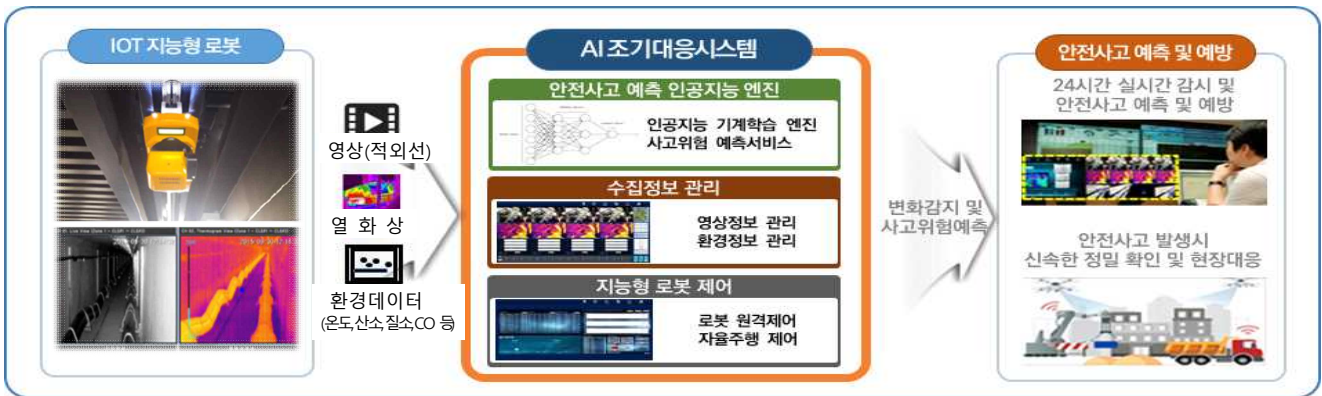 IOT 지능형 로봇
영상(적외선)
열 화 상
환경데이터
(온도,산소,질소,CO 등)
AI 조기대응시스템
안전사고 예측 인공지능 엔진
인공지능 기계학습 엔진
사고위험 예측서비스
수집정보 관리
영상정보 관리
환경정보 관리
지능형 로봇 제어
로봇 원격제어
자율주행 제어
변화감지 및
사고위험예측
안전사고 예측 및 예방
24시간 실시간 감시 및
안전사고 예측 및 예방
안전사고 발생시
신속한 정밀 확인 및 현장대응